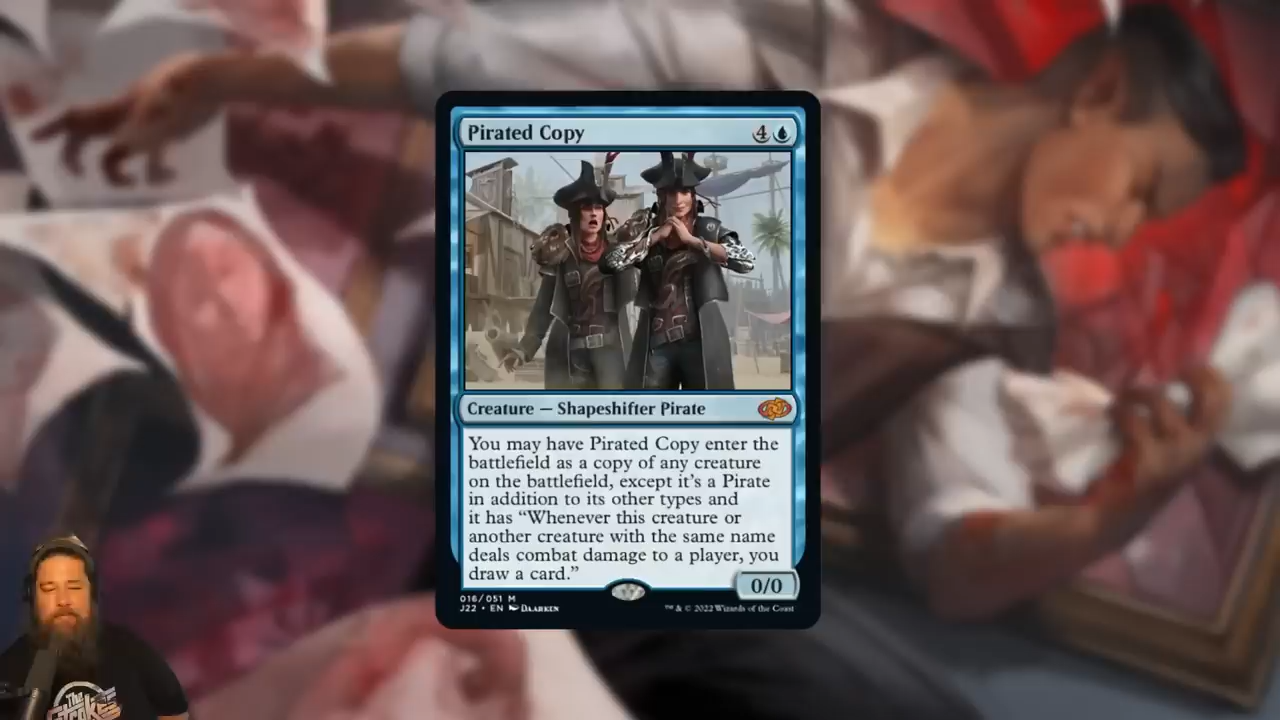 Pirated Copy 4
Creature — Shapeshifter Pirate
You may have Pirated Copy enter the
battlefield as a copy of any creature
on the battlefield, except it's a Pirate
in addition to its other types and
it has “Whenever this creature or
another creature with the same name
deals combat damage to a player, you
draw a card.”
0/0
016/051 M
J22 • EN DAARKEN
™ & © 2022 Wizards of the Coast
The
Strokes